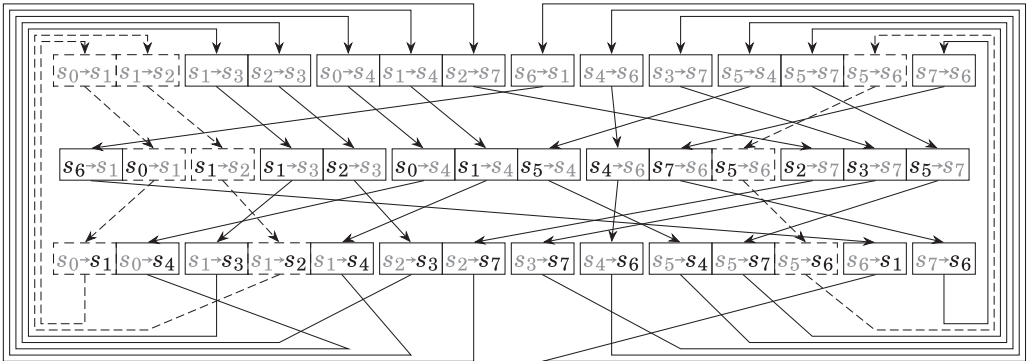 s₀→s₁ s₁→s₂ s₁→s₃ s₂→s₃ s₀→s₄ s₁→s₄ s₂→s₇ s₆→s₁ s₄→s₆ s₃→s₇ s₅→s₄ s₅→s₇ s₅→s₆ s₇→s₆
s₆→s₁ s₀→s₁ s₁→s₂ s₁→s₃ s₂→s₃ s₀→s₄ s₁→s₄ s₅→s₄ s₄→s₆ s₇→s₆ s₅→s₆ s₂→s₇ s₃→s₇ s₅→s₇
s₀→s₁ s₀→s₄ s₁→s₃ s₁→s₂ s₁→s₄ s₂→s₃ s₂→s₇ s₃→s₇ s₄→s₆ s₅→s₄ s₅→s₇ s₅→s₆ s₆→s₁ s₇→s₆